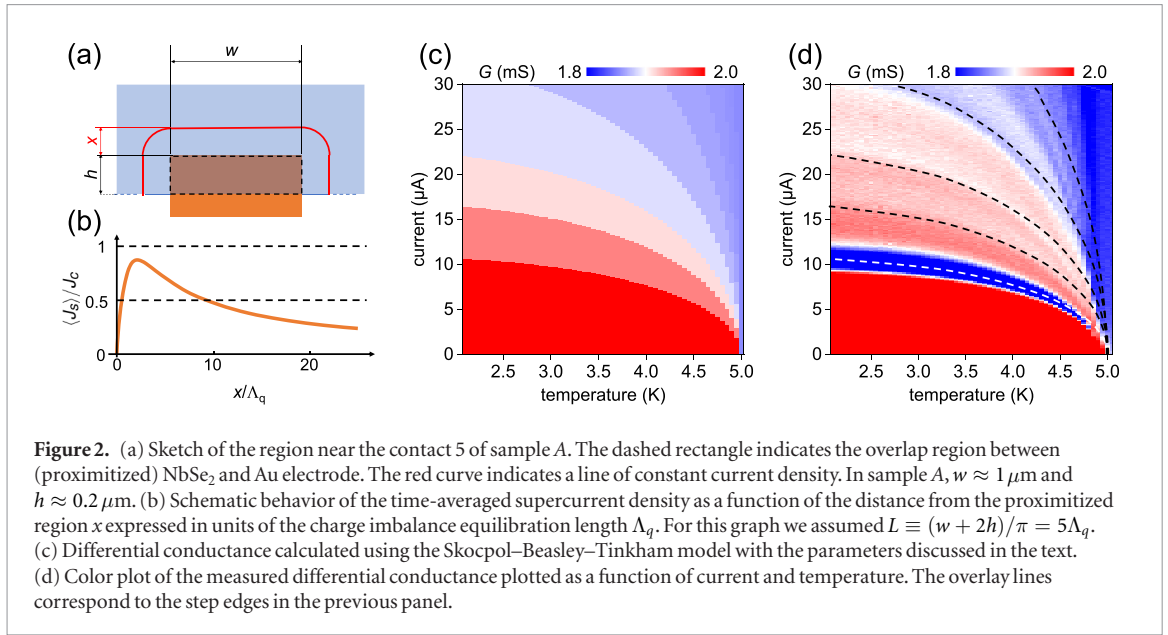 (a)
w
x
h
(b)
1
⟨Js⟩/Jc
0.5
0
0
10
20
x/Λq
(c)
G (mS)
1.8
2.0
30
25
20
15
10
5
0
current (μA)
2.5
3.0
3.5
4.0
4.5
5.0
temperature (K)
(d)
G (mS)
1.8
2.0
30
25
20
15
10
5
0
current (μA)
2.5
3.0
3.5
4.0
4.5
5.0
temperature (K)
Figure 2. (a) Sketch of the region near the contact 5 of sample A. The dashed rectangle indicates the overlap region between
(proximitized) NbSe₂ and Au electrode. The red curve indicates a line of constant current density. In sample A, w ≈ 1 μm and
h ≈ 0.2 μm. (b) Schematic behavior of the time-averaged supercurrent density as a function of the distance from the proximitized
region x expressed in units of the charge imbalance equilibration length Λq. For this graph we assumed L ≡ (w + 2h)/π = 5Λq.
(c) Differential conductance calculated using the Skocpol–Beasley–Tinkham model with the parameters discussed in the text.
(d) Color plot of the measured differential conductance plotted as a function of current and temperature. The overlay lines
correspond to the step edges in the previous panel.